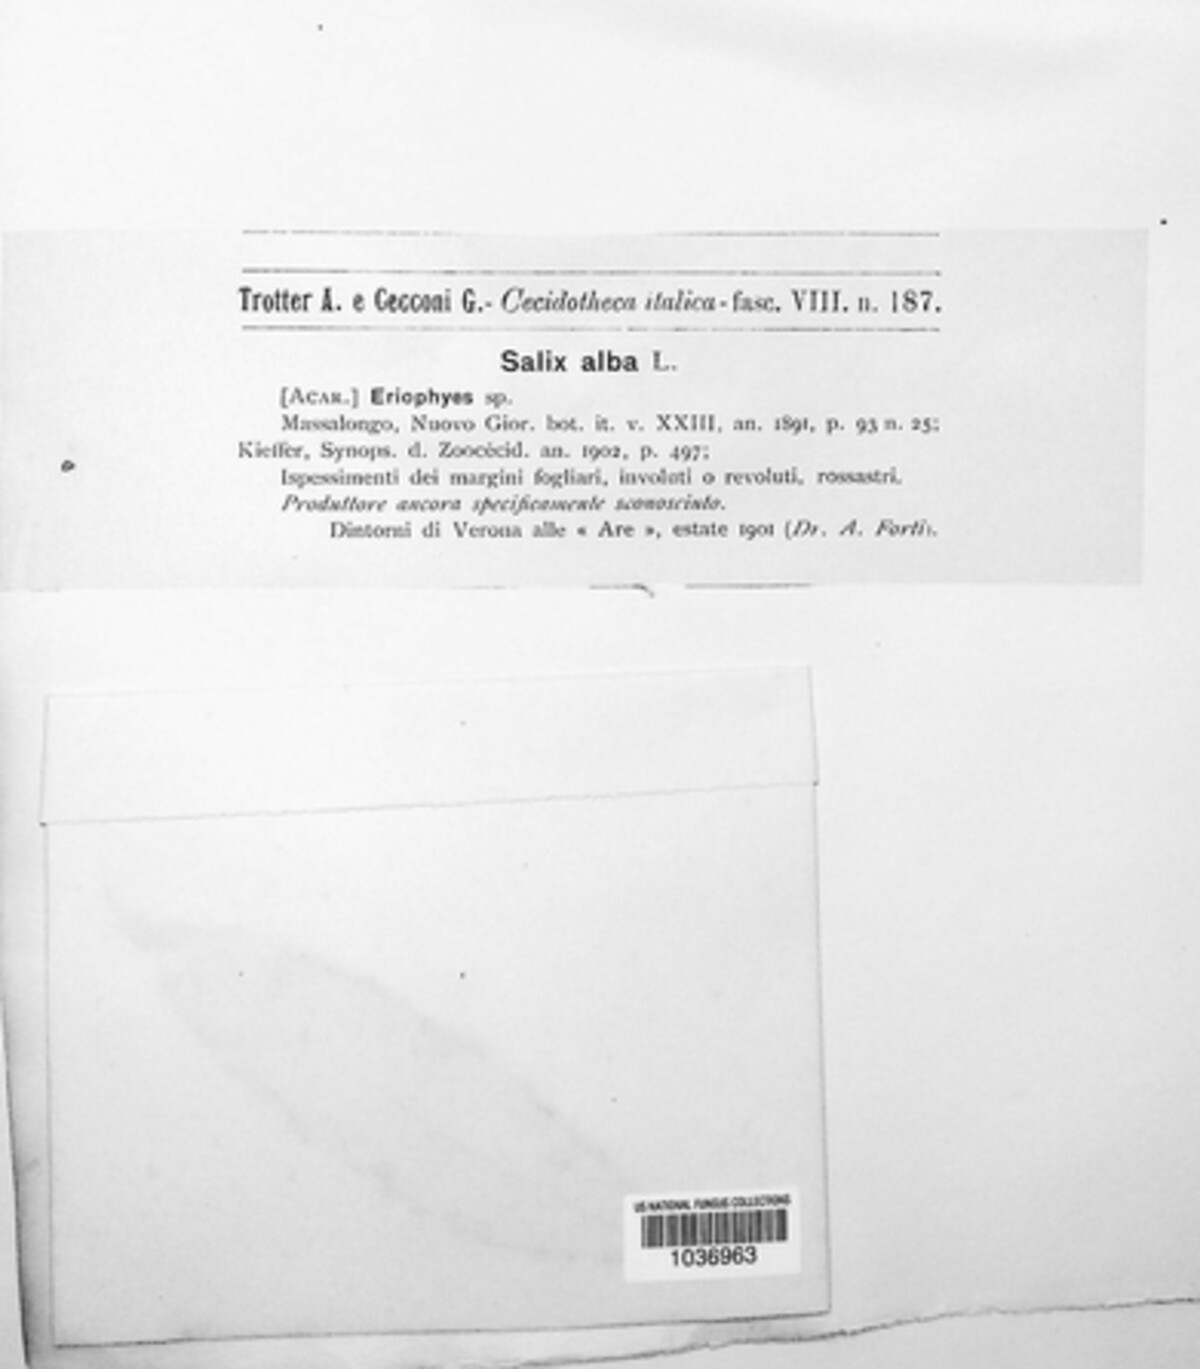 Trotter A. e Cecconi G.- Cecidotheca italica - fasc. VIII. n. 187.
Salix alba L.
[ACAR.] Eriophyes sp.
Massalongo, Nuovo Gior. bot. it. v. XXIII, an. 1891, p. 93 n. 25;
Kieffer, Synops. d. Zoocécid. an. 1902, p. 497;
Ispessimenti dei margini fogliari, involuti o revoluti, rossastri.
Produttore ancora specificamente sconosciuto.
Dintorni di Verona alle « Are », estate 1901 (Dr. A. Forti).
US NATIONAL FUNGUS COLLECTIONS
1036963